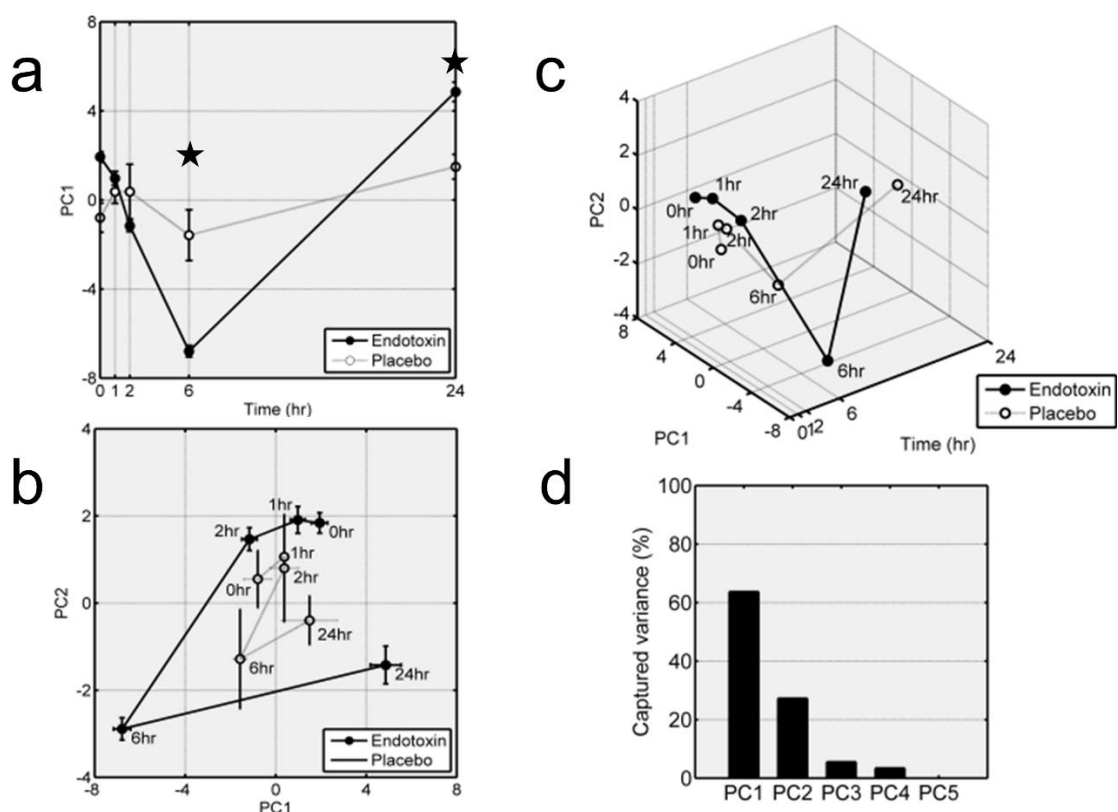 a
8
4
0
-4
-8
PC1
0 1 2 6 24
Time (hr)
Endotoxin
Placebo
b
4
2
0
-2
-4
PC2
1hr
0hr
2hr
1hr
2hr
0hr
24hr
6hr
24hr
6hr
Endotoxin
Placebo
-8 -4 0 4 8
PC1
c
4
2
0
-2
-4
PC2
1hr
0hr
2hr
1hr
2hr
0hr
24hr
24hr
6hr
6hr
8
4
0
-4
-8
PC1
0 1 2
6
24
Time (hr)
Endotoxin
Placebo
d
100
80
60
40
20
0
Captured variance (%)
PC1 PC2 PC3 PC4 PC5